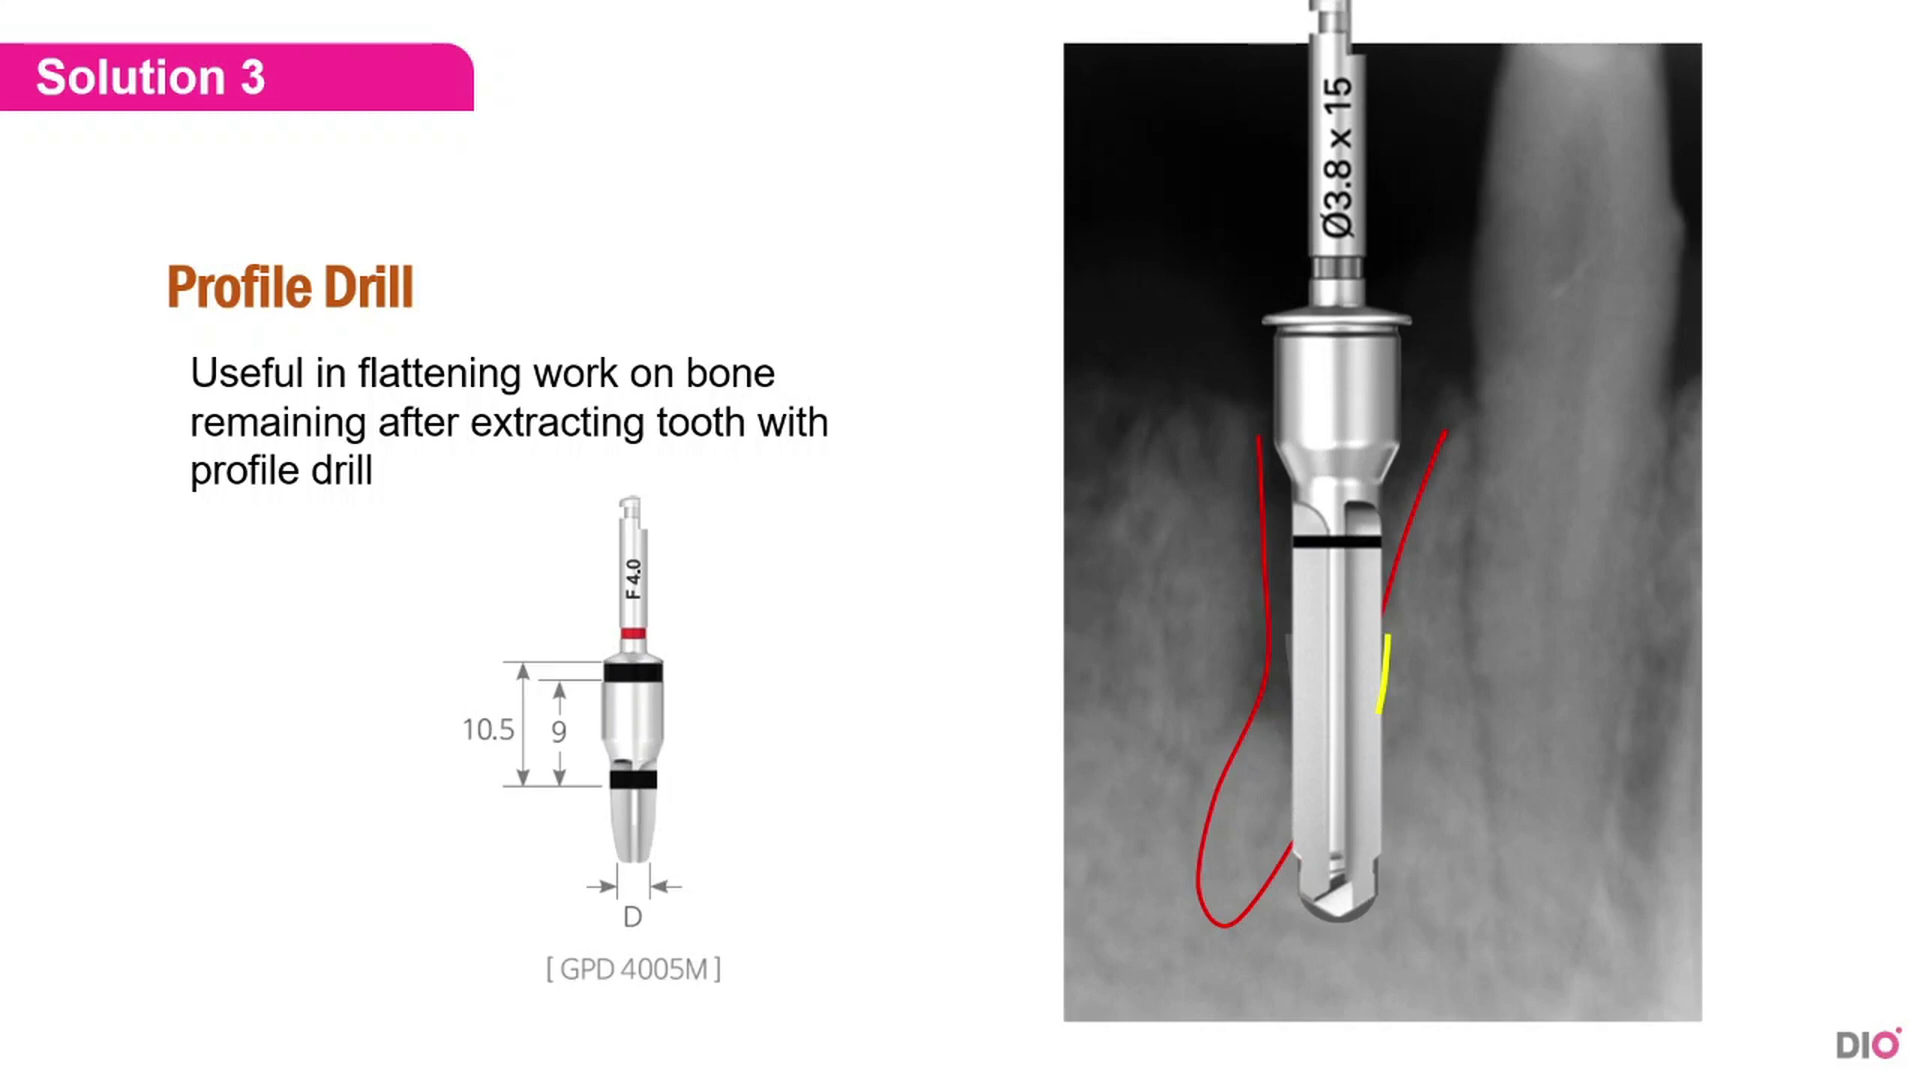 Solution 3
Profile Drill
Useful in flattening work on bone
remaining after extracting tooth with
profile drill
F 4.0
10.5
9
D
[ GPD 4005M ]
Ø3.8 x 15
DIO